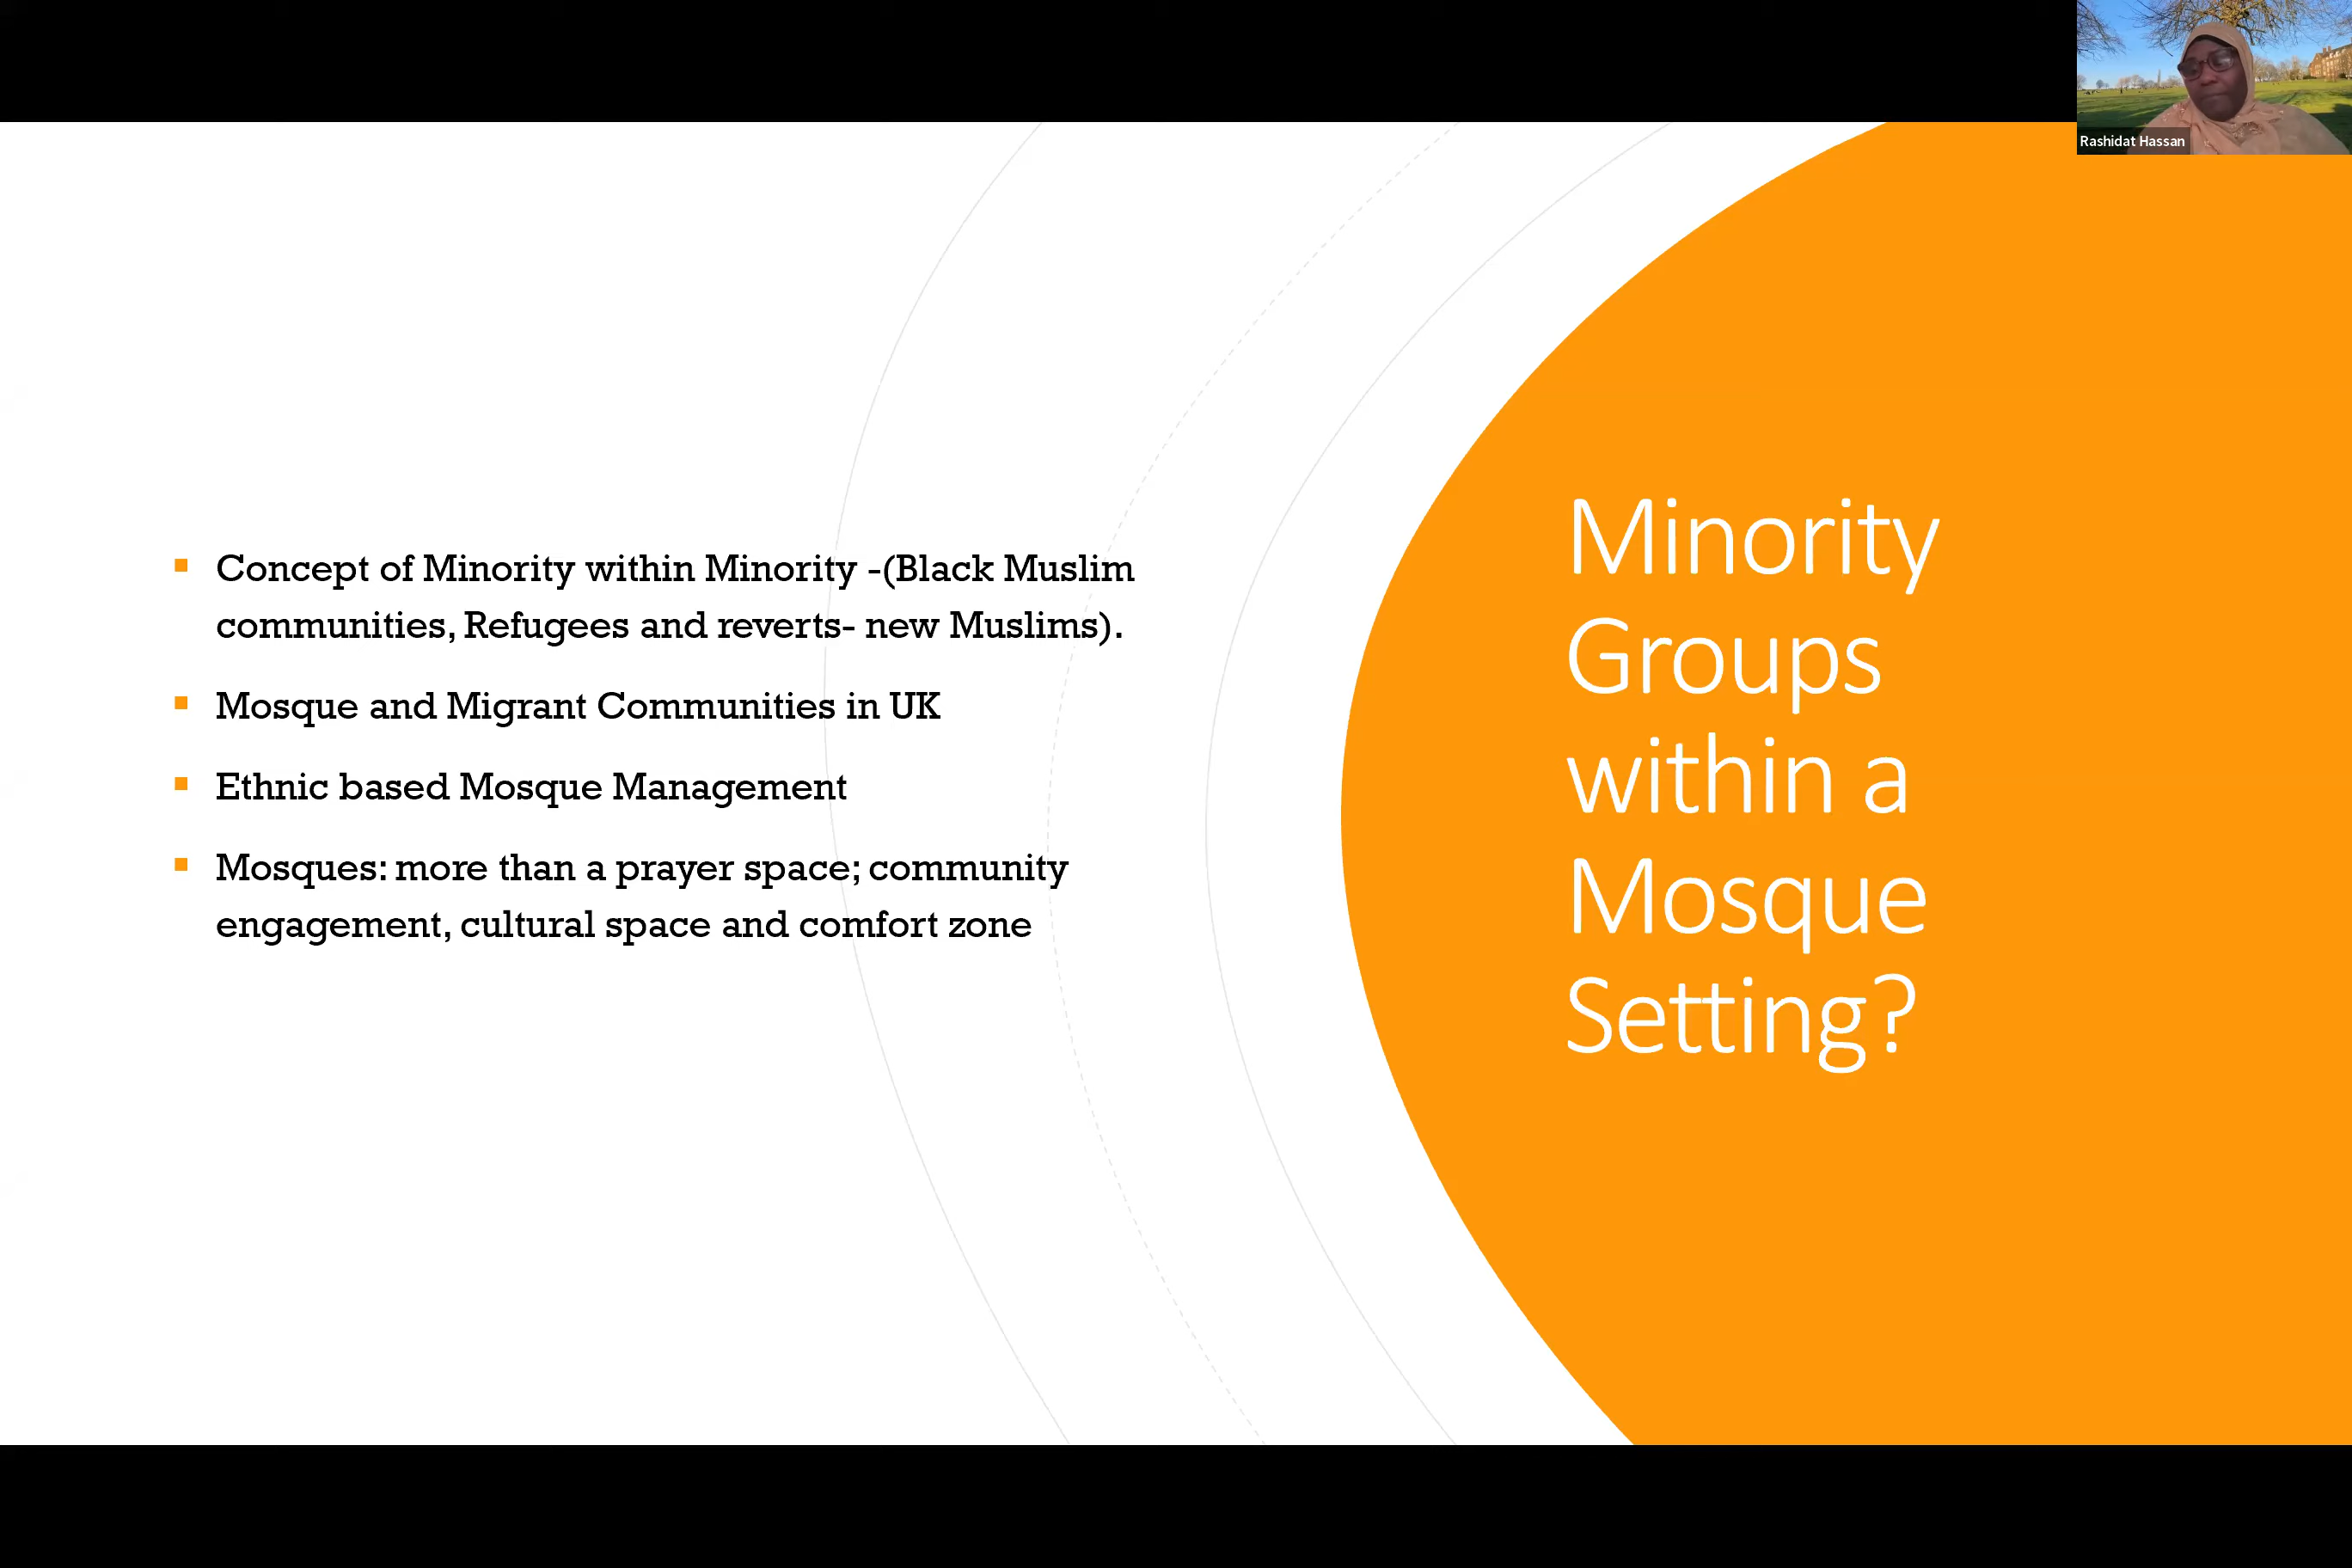 Rashidat Hassan
Minority
Groups
within a
Mosque
Setting?
▪ Concept of Minority within Minority -(Black Muslim
communities, Refugees and reverts- new Muslims).
▪ Mosque and Migrant Communities in UK
▪ Ethnic based Mosque Management
▪ Mosques: more than a prayer space; community
engagement, cultural space and comfort zone